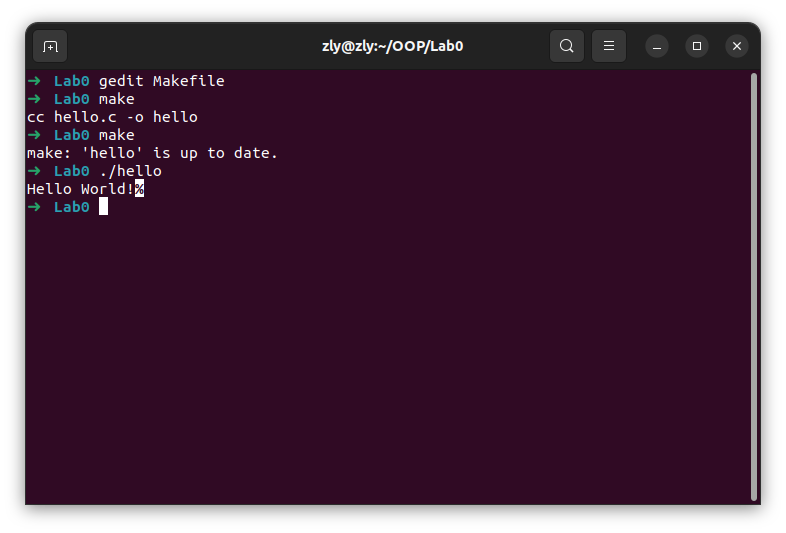 zly@zly:~/OOP/Lab0
➜ Lab0 gedit Makefile
➜ Lab0 make
cc hello.c -o hello
➜ Lab0 make
make: 'hello' is up to date.
➜ Lab0 ./hello
Hello World!%
➜ Lab0